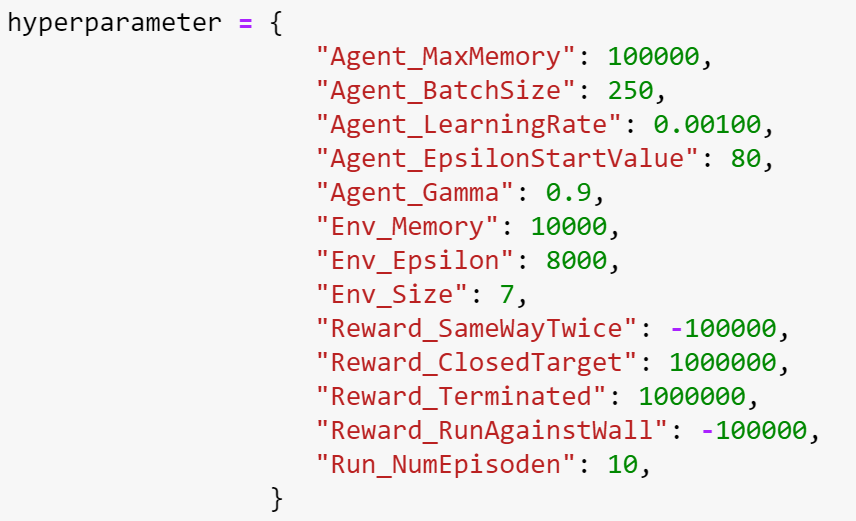 hyperparameter = {
"Agent_MaxMemory": 100000,
"Agent_BatchSize": 250,
"Agent_LearningRate": 0.00100,
"Agent_EpsilonStartValue": 80,
"Agent_Gamma": 0.9,
"Env_Memory": 10000,
"Env_Epsilon": 8000,
"Env_Size": 7,
"Reward_SameWayTwice": -100000,
"Reward_ClosedTarget": 1000000,
"Reward_Terminated": 1000000,
"Reward_RunAgainstWall": -100000,
"Run_NumEpisoden": 10,
}